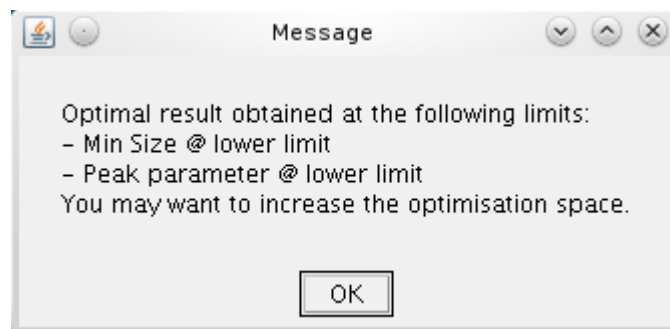 Message
Optimal result obtained at the following limits:
– Min Size @ lower limit
– Peak parameter @ lower limit
You may want to increase the optimisation space.
OK